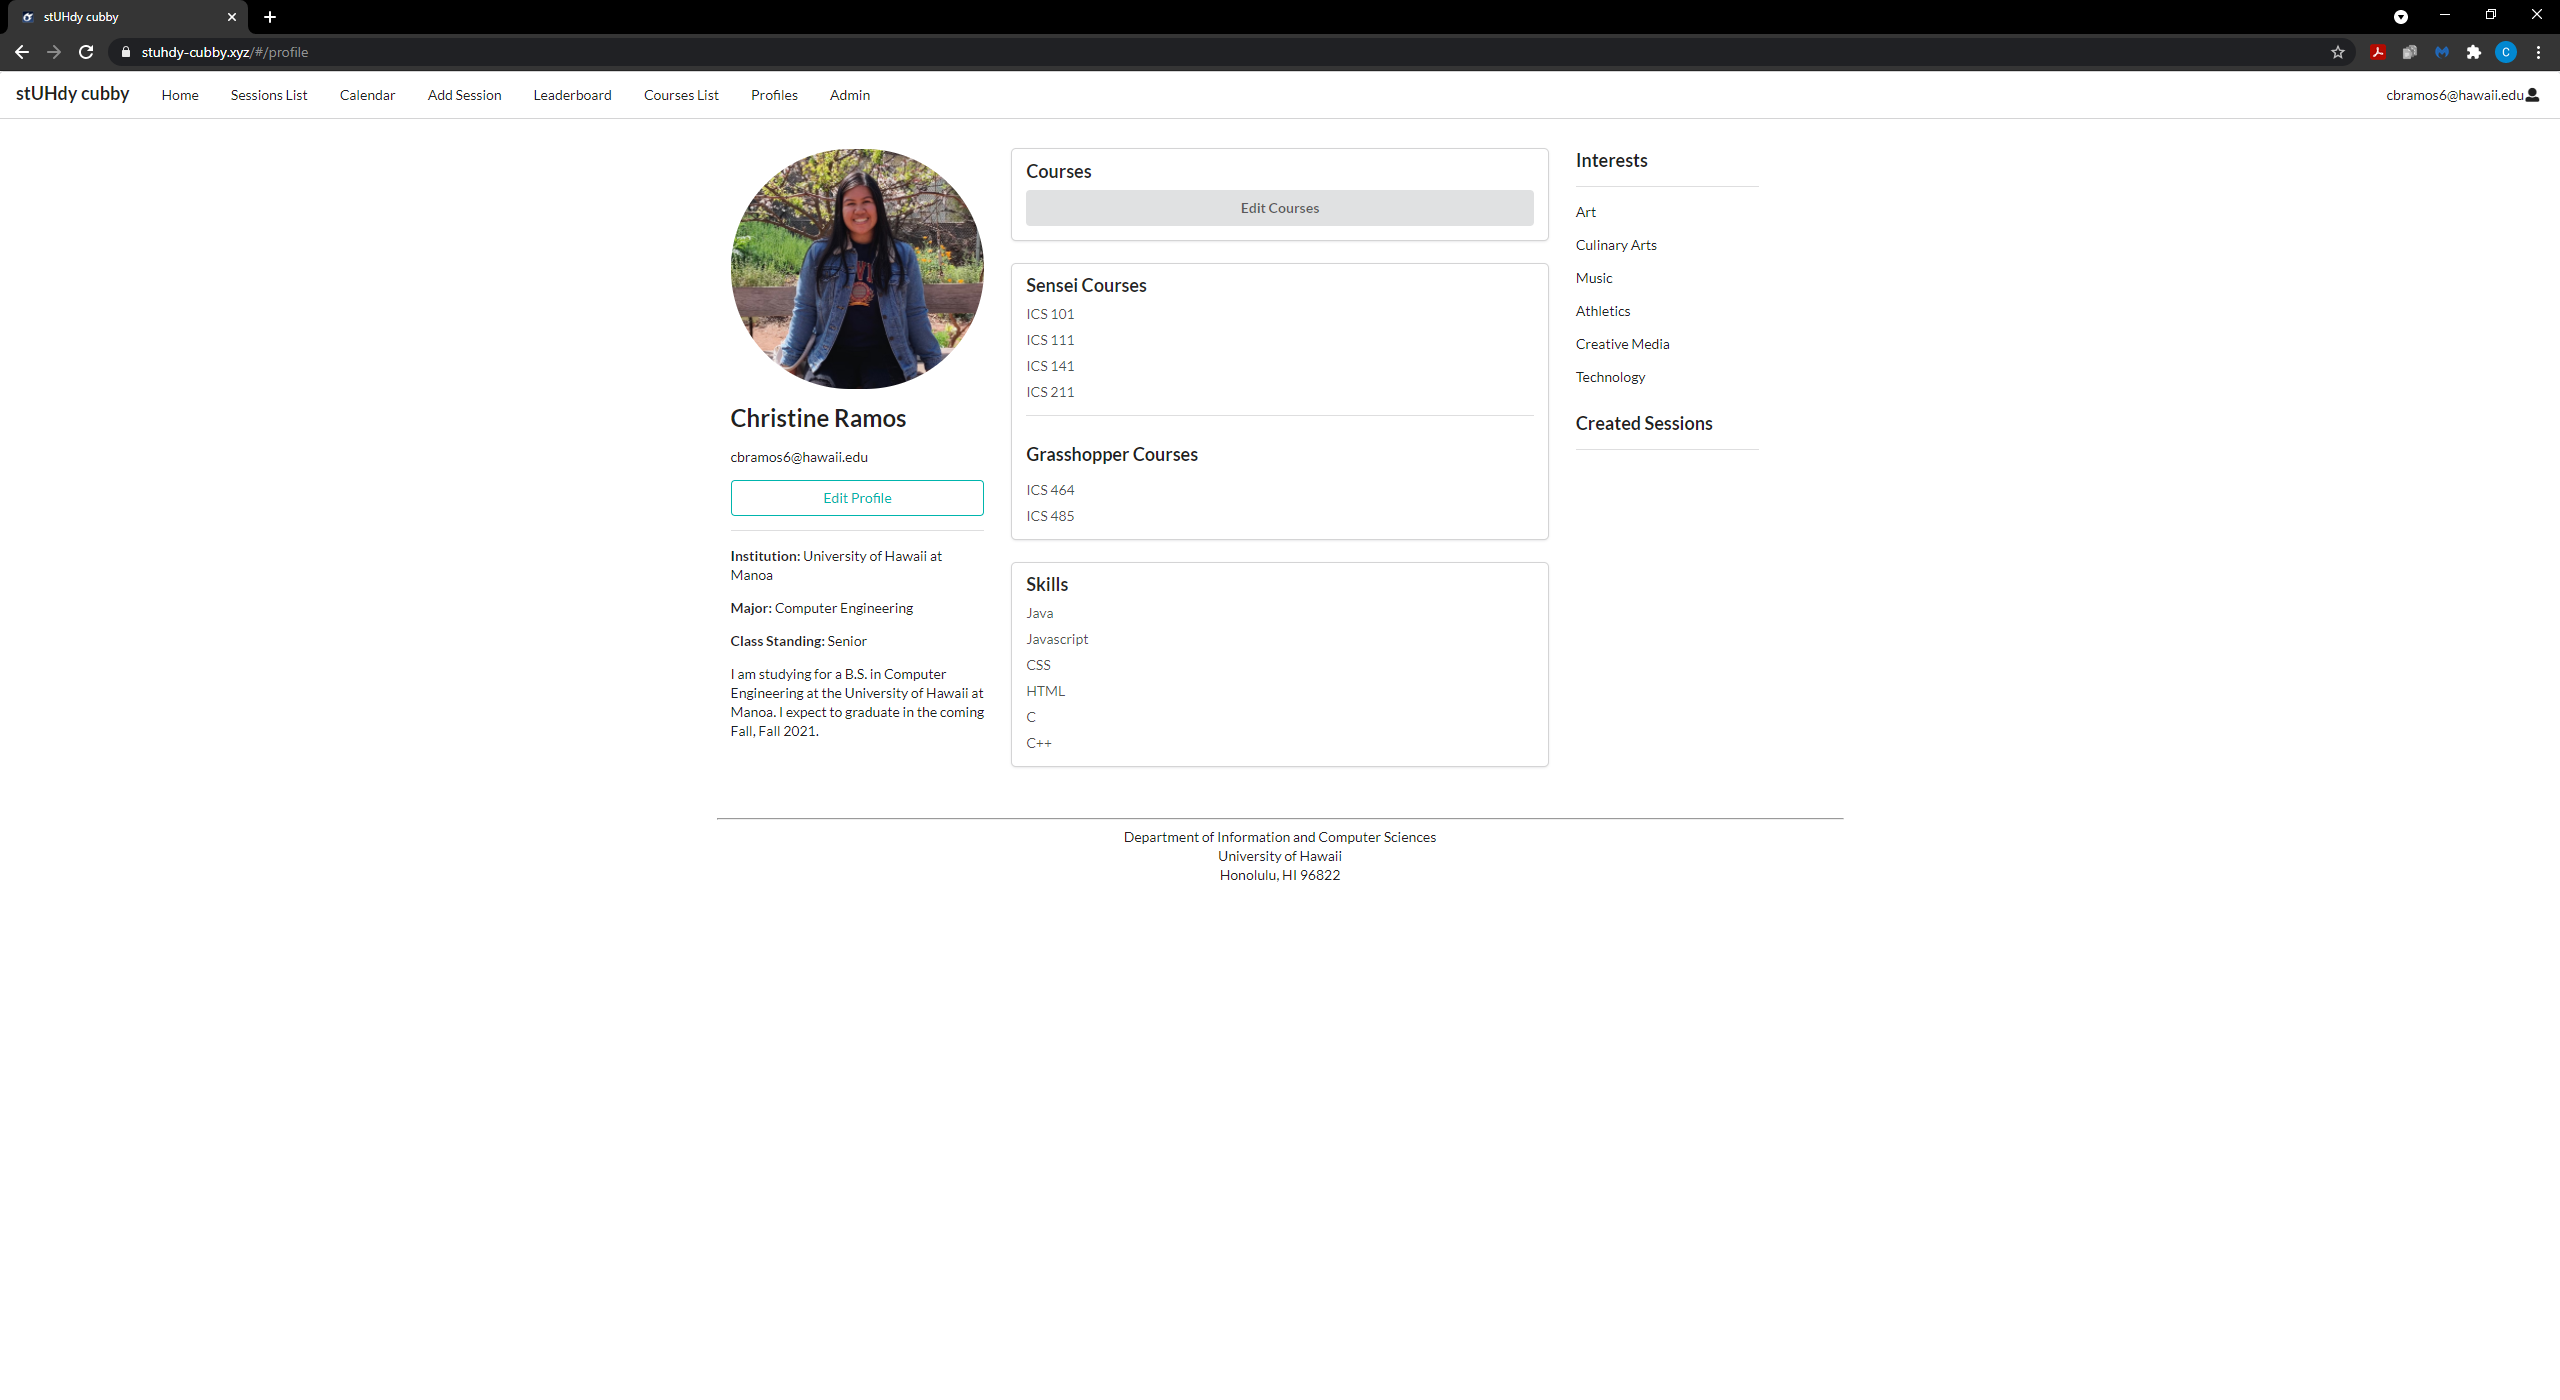 stUHdy cubby
stuhdy-cubby.xyz/#/profile
C
stUHdy cubby Home Sessions List Calendar Add Session Leaderboard Courses List Profiles Admin cbramos6@hawaii.edu
Christine Ramos
cbramos6@hawaii.edu
Edit Profile
Institution: University of Hawaii at
Manoa
Major: Computer Engineering
Class Standing: Senior
I am studying for a B.S. in Computer
Engineering at the University of Hawaii at
Manoa. I expect to graduate in the coming
Fall, Fall 2021.
Courses
Edit Courses
Sensei Courses
ICS 101
ICS 111
ICS 141
ICS 211
Grasshopper Courses
ICS 464
ICS 485
Skills
Java
Javascript
CSS
HTML
C
C++
Interests
Art
Culinary Arts
Music
Athletics
Creative Media
Technology
Created Sessions
Department of Information and Computer Sciences
University of Hawaii
Honolulu, HI 96822